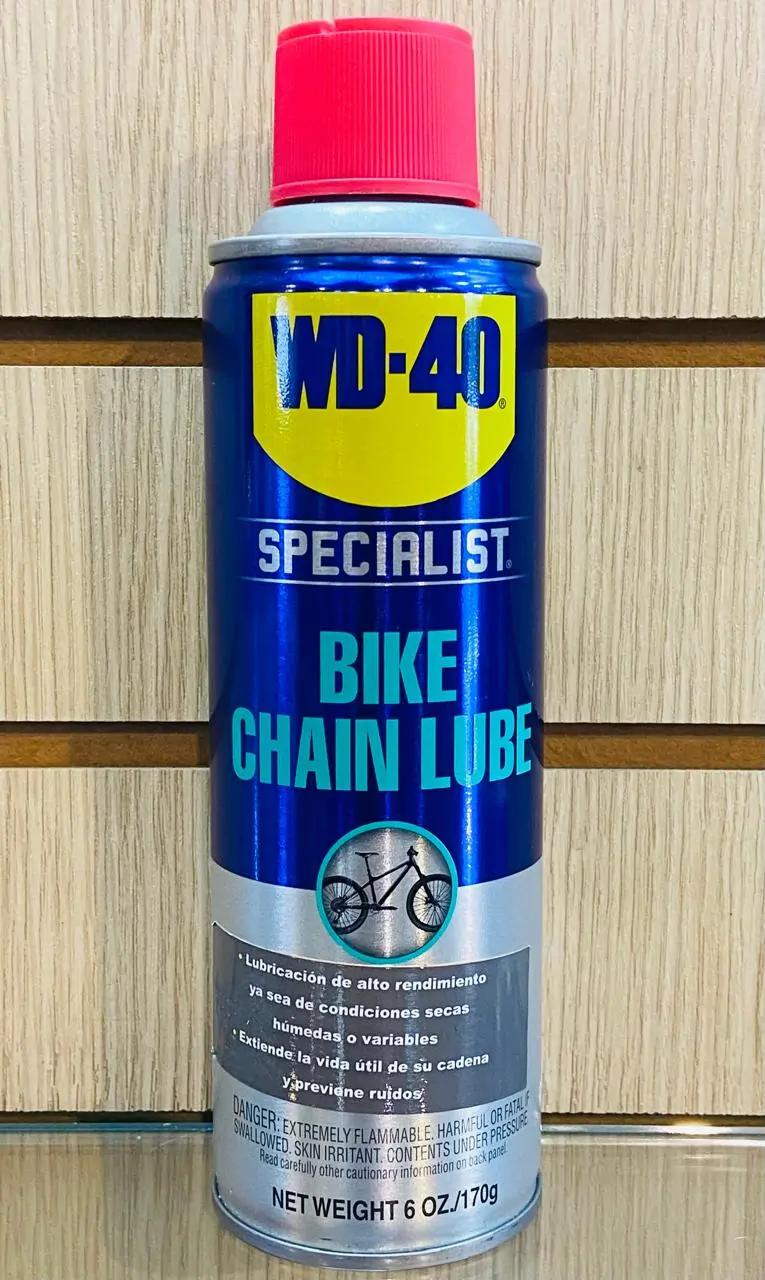 WD-40®
SPECIALIST®
BIKE
CHAIN LUBE
• Lubricación de alto rendimiento
ya sea de condiciones secas
húmedas o variables
• Extiende la vida útil de su cadena
y previene ruidos
DANGER: EXTREMELY FLAMMABLE. HARMFUL OR FATAL IF
SWALLOWED. SKIN IRRITANT. CONTENTS UNDER PRESSURE.
Read carefully other cautionary information on back panel.
NET WEIGHT 6 OZ./170g